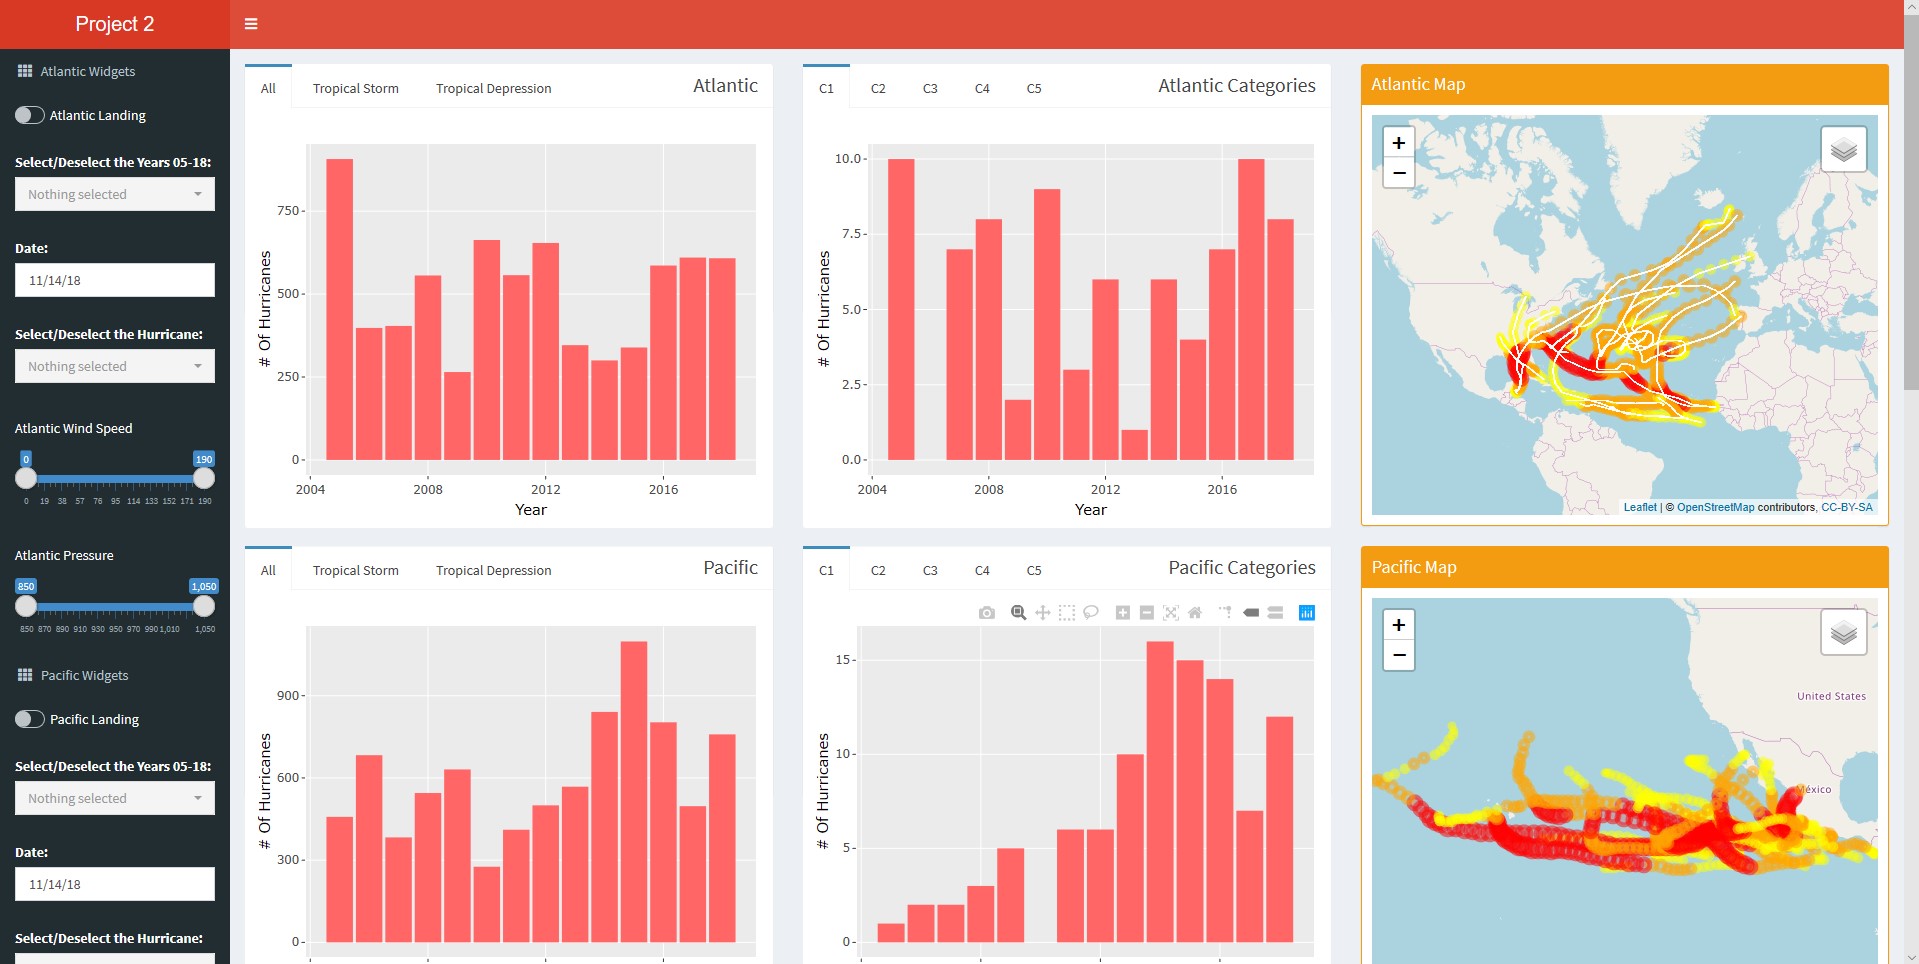 Project 2
Atlantic Widgets
Atlantic Landing
Select/Deselect the Years 05-18:
Nothing selected
Date:
11/14/18
Select/Deselect the Hurricane:
Nothing selected
Atlantic Wind Speed
0 190
0 19 38 57 76 95 114 133 152 171 190
Atlantic Pressure
850 1,050
850 870 890 910 930 950 970 990 1,010 1,050
Pacific Widgets
Pacific Landing
Select/Deselect the Years 05-18:
Nothing selected
Date:
11/14/18
Select/Deselect the Hurricane:
All Tropical Storm Tropical Depression Atlantic
# Of Hurricanes
750
500
250
0
2004 2008 2012 2016
Year
C1 C2 C3 C4 C5 Atlantic Categories
# Of Hurricanes
10.0
7.5
5.0
2.5
0.0
2004 2008 2012 2016
Year
Atlantic Map
+
−
Leaflet | © OpenStreetMap contributors, CC-BY-SA
All Tropical Storm Tropical Depression Pacific
# Of Hurricanes
900
600
300
0
C1 C2 C3 C4 C5 Pacific Categories
# Of Hurricanes
15
10
5
0
Pacific Map
+
−
United States
México